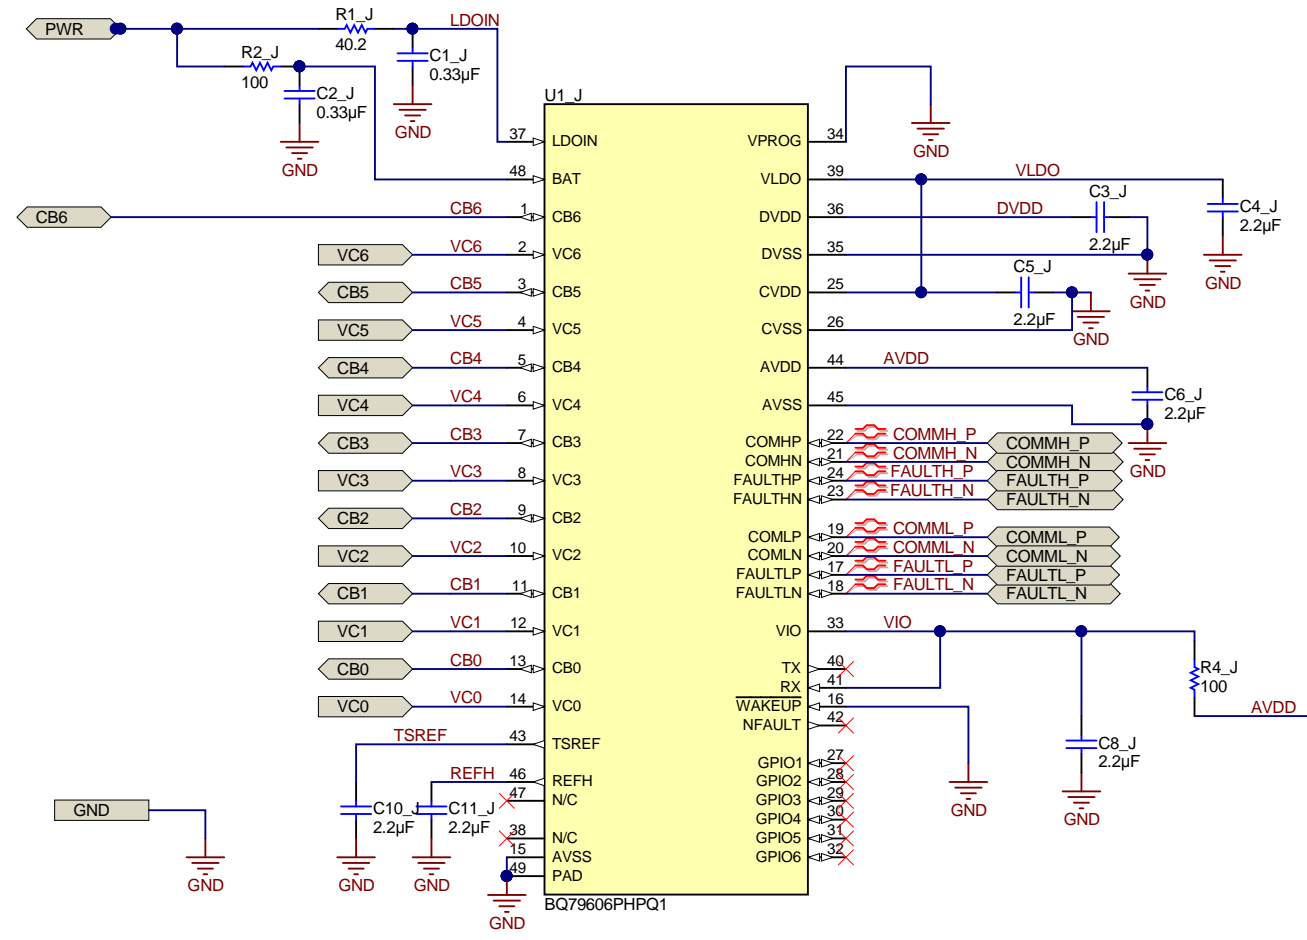 PWR
R1_J
40.2
LDOIN
C1_J
0.33µF
GND
R2_J
100
C2_J
0.33µF
GND
CB6
CB6
VC6
VC6
CB5
CB5
VC5
VC5
CB4
CB4
VC4
VC4
CB3
CB3
VC3
VC3
CB2
CB2
VC2
VC2
CB1
CB1
VC1
VC1
CB0
CB0
VC0
VC0
TSREF
REFH
C10_J
2.2µF
GND
C11_J
2.2µF
GND
GND
GND
GND
U1_J
37 LDOIN
48 BAT
1 CB6
2 VC6
3 CB5
4 VC5
5 CB4
6 VC4
7 CB3
8 VC3
9 CB2
10 VC2
11 CB1
12 VC1
13 CB0
14 VC0
43 TSREF
46 REFH
47 N/C
38 N/C
15 AVSS
49 PAD
VPROG 34
VLDO 39
DVDD 36
DVSS 35
CVDD 25
CVSS 26
AVDD 44
AVSS 45
COMHP 22
COMHN 21
FAULTHP 24
FAULTHN 23
COMLP 19
COMLN 20
FAULTLP 17
FAULTLN 18
VIO 33
TX 40
RX 41
WAKEUP 16
NFAULT 42
GPIO1 27
GPIO2 28
GPIO3 29
GPIO4 30
GPIO5 31
GPIO6 32
BQ79606PHPQ1
GND
VLDO
C4_J
2.2µF
GND
DVDD
C3_J
2.2µF
GND
C5_J
2.2µF
GND
AVDD
C6_J
2.2µF
GND
COMMH_P COMMH_P
COMMH_N COMMH_N
FAULTH_P FAULTH_P
FAULTH_N FAULTH_N
COMML_P COMML_P
COMML_N COMML_N
FAULTL_P FAULTL_P
FAULTL_N FAULTL_N
VIO
R4_J
100
AVDD
C8_J
2.2µF
GND
GND